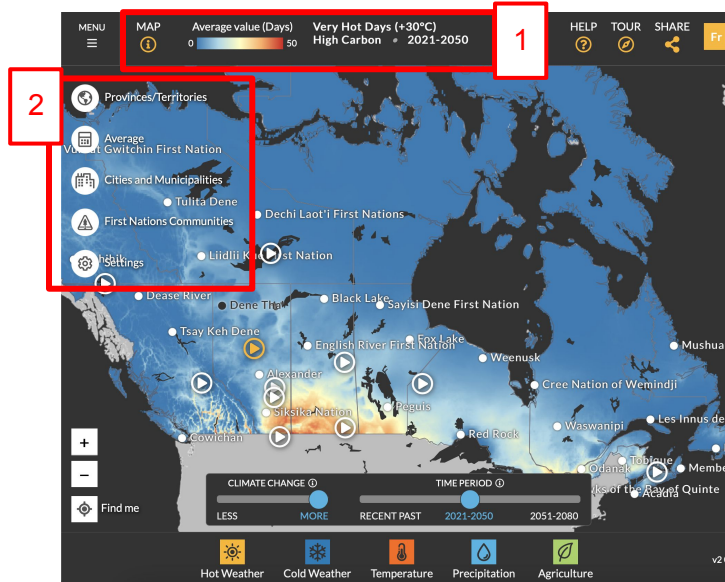 MENU
MAP
Average value (Days)
0
50
Very Hot Days (+30°C)
High Carbon • 2021-2050
1
HELP
TOUR
SHARE
Fr
2
Provinces/Territories
Average
Gwitchin First Nation
Cities and Municipalities
Tulita Dene
First Nations Communities
Dechi Laot'i First Nations
Settings
Dease River
Dene Tha'
Black Lake
Sayisi Dene First Nation
Tsay Keh Dene
Fox Lake
English River First Nation
Weenusk
Mushua
Alexander
Cree Nation of Wemindji
Siksika Nation
Peguis
Les Innus de
Waswanipi
Cowichan
Red Rock
+
Tobique
Odanak
Membe
−
of the Bay of Quinte
Acadia
Find me
CLIMATE CHANGE
TIME PERIOD
LESS
MORE
RECENT PAST
2021-2050
2051-2080
Hot Weather
Cold Weather
Temperature
Precipitation
Agriculture